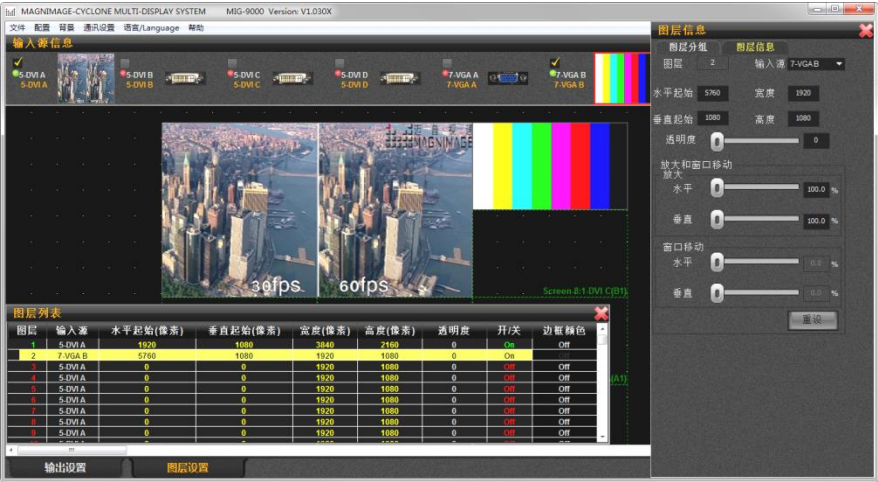 MAGNIMAGE-CYCLONE MULTI-DISPLAY SYSTEM MIG-9000 Version: V1.030X
文件 配置 背景 通讯设置 语言/Language 帮助
输入源信息
5-DVI A 5-DVI B 5-DVI C 5-DVI D 7-VGA A 7-VGA B
5-DVI A 5-DVI B 5-DVI C 5-DVI D 7-VGA A 7-VGA B
迈普视通
MAGNIMAGE
30fps 60fps
Screen 8:1-DVI C(B1)
(A1)
图层列表
图层 输入源 水平起始(像素) 垂直起始(像素) 宽度(像素) 高度(像素) 透明度 开/关 边框颜色
1 5-DVI A 1920 1080 3840 2160 0 On Off
2 7-VGA B 5760 1080 1920 1080 0 On Off
3 5-DVI A 0 0 1920 1080 0 Off Off
4 5-DVI A 0 0 1920 1080 0 Off Off
5 5-DVI A 0 0 1920 1080 0 Off Off
6 5-DVI A 0 0 1920 1080 0 Off Off
7 5-DVI A 0 0 1920 1080 0 Off Off
8 5-DVI A 0 0 1920 1080 0 Off Off
9 5-DVI A 0 0 1920 1080 0 Off Off
输出设置 图层设置
图层信息
图层分组 图层信息
图层 2 输入源 7-VGA B
水平起始 5760 宽度 1920
垂直起始 1080 高度 1080
透明度 0
放大和窗口移动
放大
水平 100.0 %
垂直 100.0 %
窗口移动
水平 0.0 %
垂直 0.0 %
重设